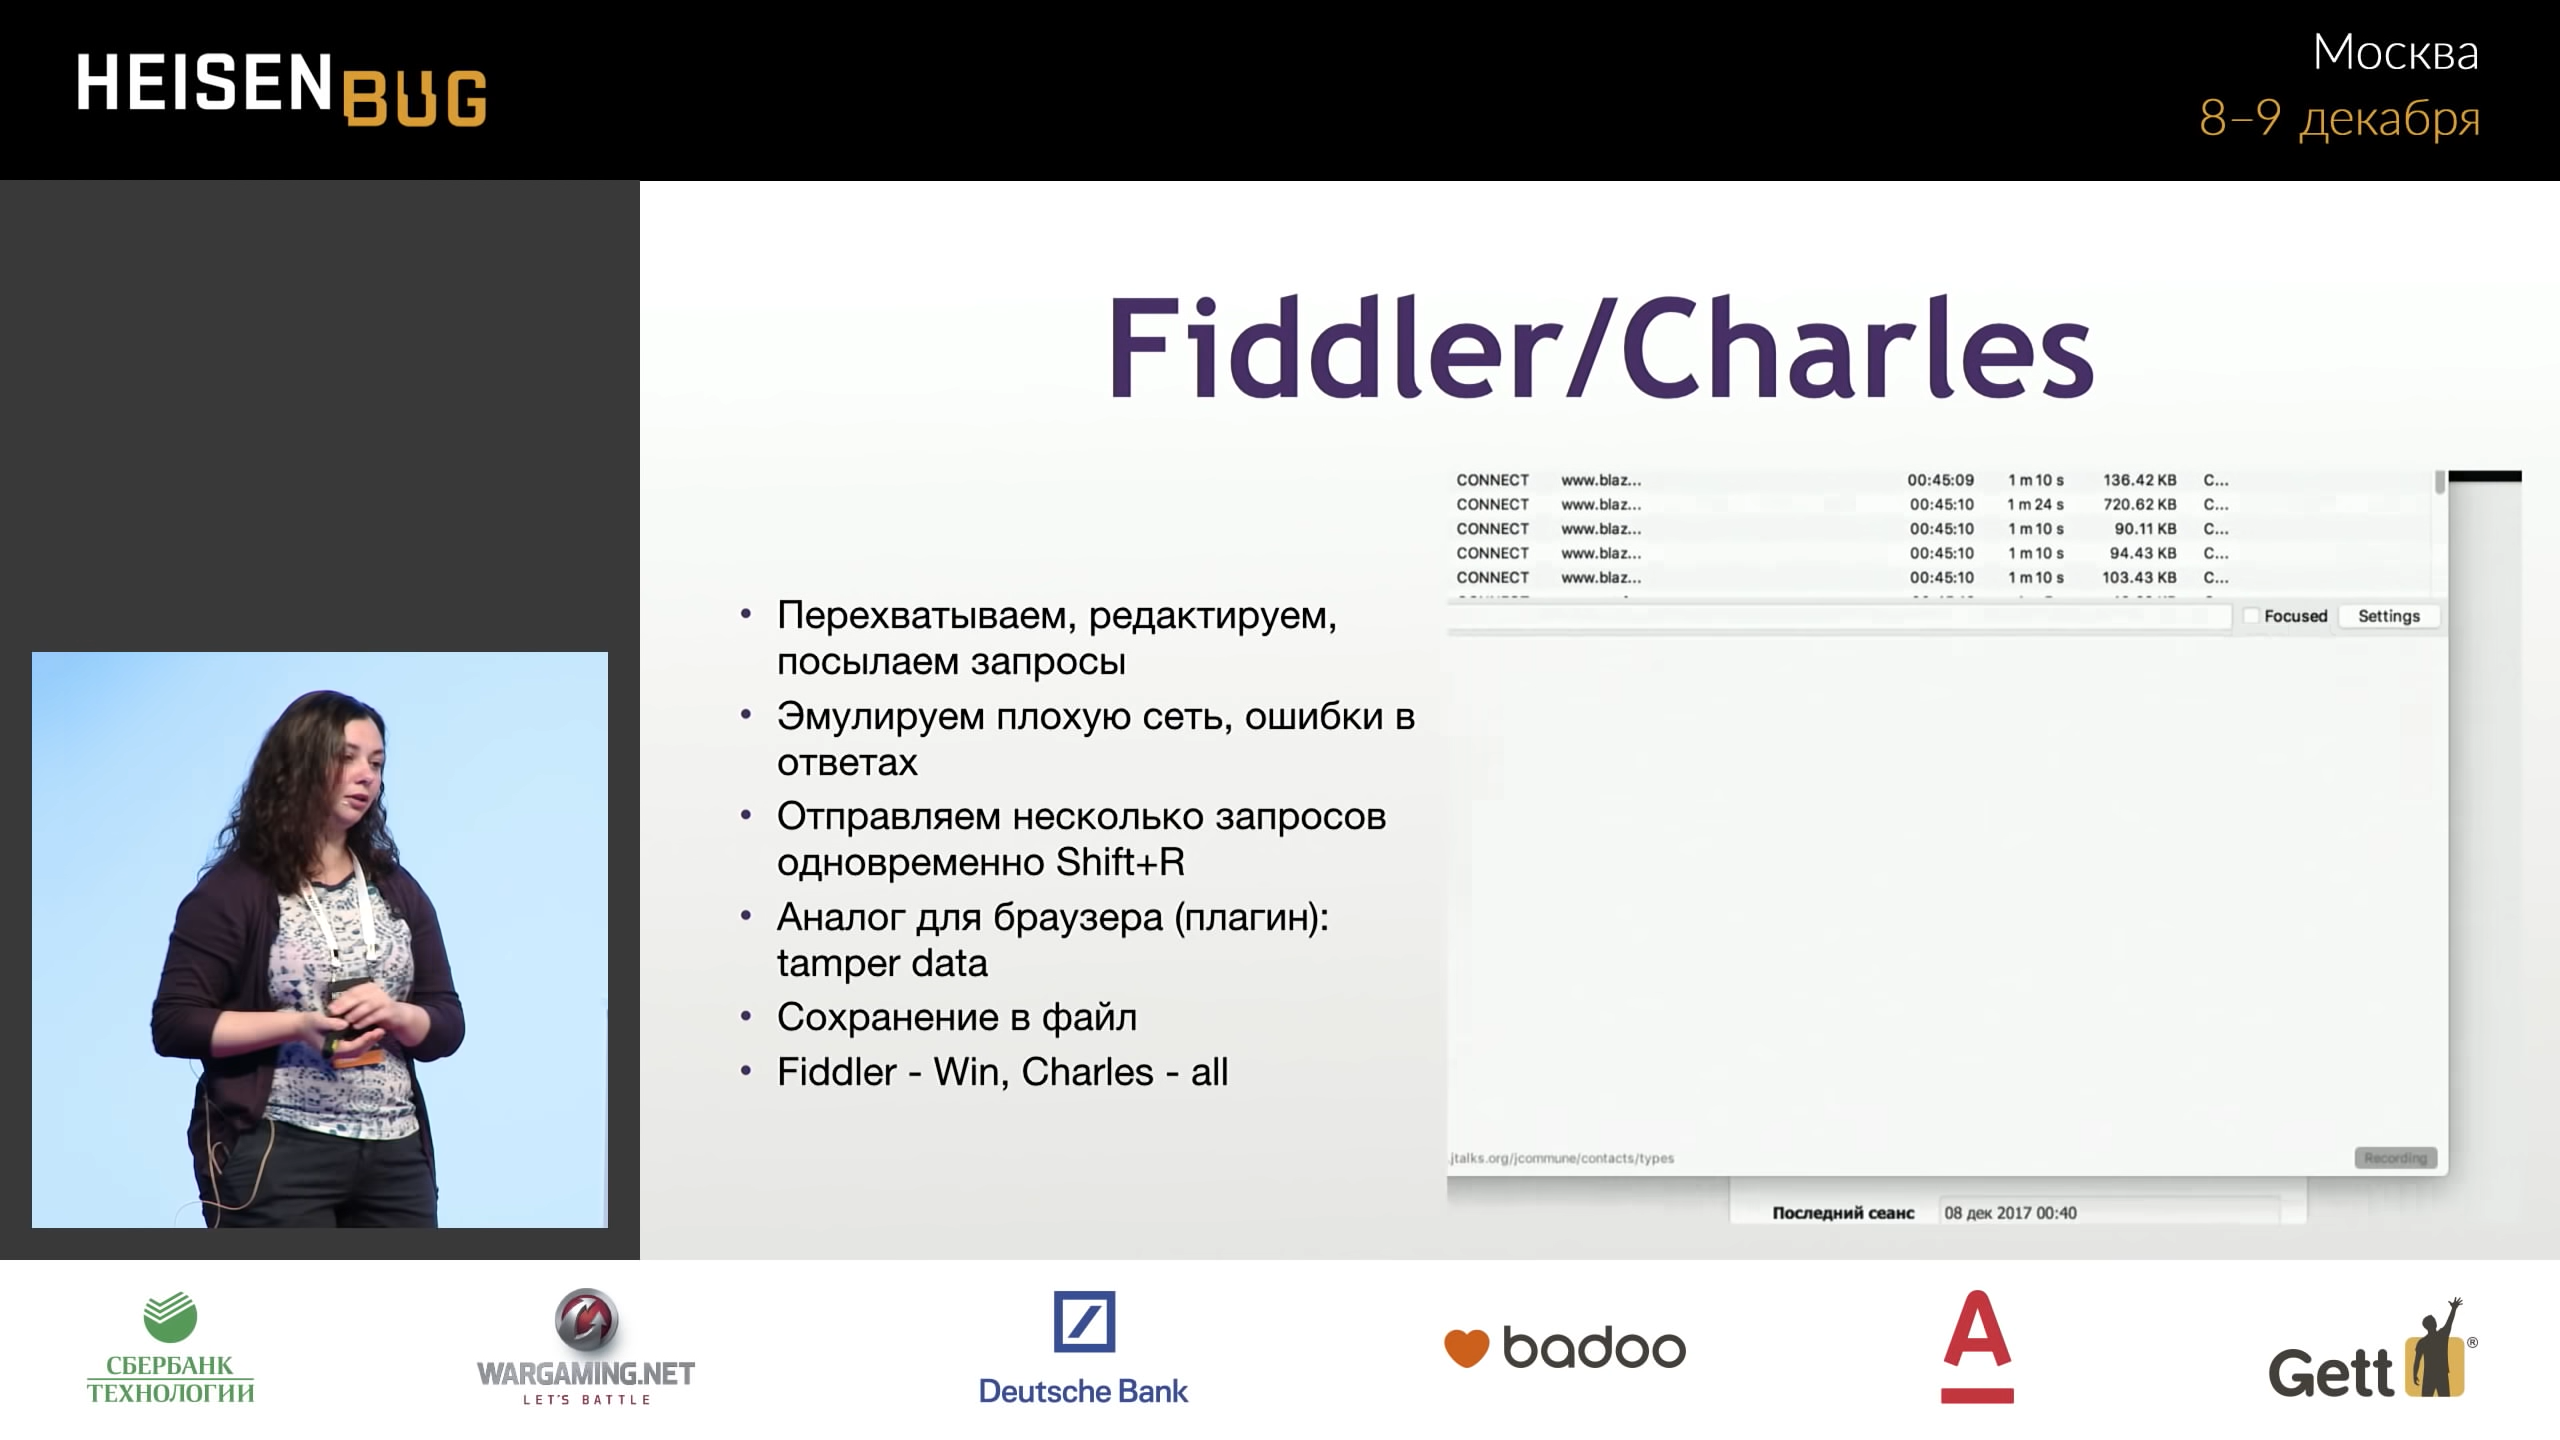 HEISENBUG
Москва
8–9 декабря
Fiddler/Charles
• Перехватываем, редактируем,
посылаем запросы
• Эмулируем плохую сеть, ошибки в
ответах
• Отправляем несколько запросов
одновременно Shift+R
• Аналог для браузера (плагин):
tamper data
• Сохранение в файл
• Fiddler - Win, Charles - all
CONNECT www.blaz... 00:45:09 1 m 10 s 136.42 KB C...
CONNECT www.blaz... 00:45:10 1 m 24 s 720.62 KB C...
CONNECT www.blaz... 00:45:10 1 m 10 s 90.11 KB C...
CONNECT www.blaz... 00:45:10 1 m 10 s 94.43 KB C...
CONNECT www.blaz... 00:45:10 1 m 10 s 103.43 KB C...
Focused Settings
.jtalks.org/jcommune/contacts/types
Recording
Последний сеанс 08 дек 2017 00:40
СБЕРБАНК
ТЕХНОЛОГИИ
WARGAMING.NET
LET'S BATTLE
Deutsche Bank
badoo
А
Gett®